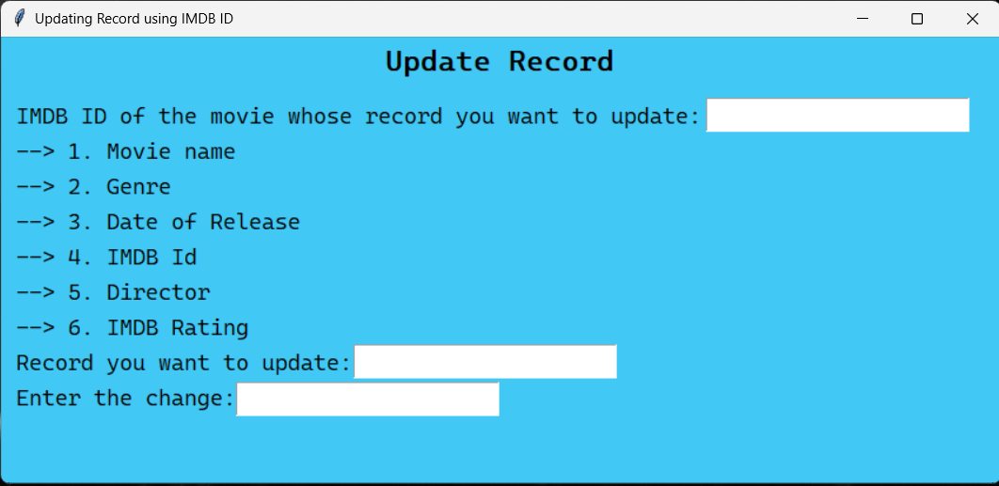 Updating Record using IMDB ID
Update Record
IMDB ID of the movie whose record you want to update:
--> 1. Movie name
--> 2. Genre
--> 3. Date of Release
--> 4. IMDB Id
--> 5. Director
--> 6. IMDB Rating
Record you want to update:
Enter the change: